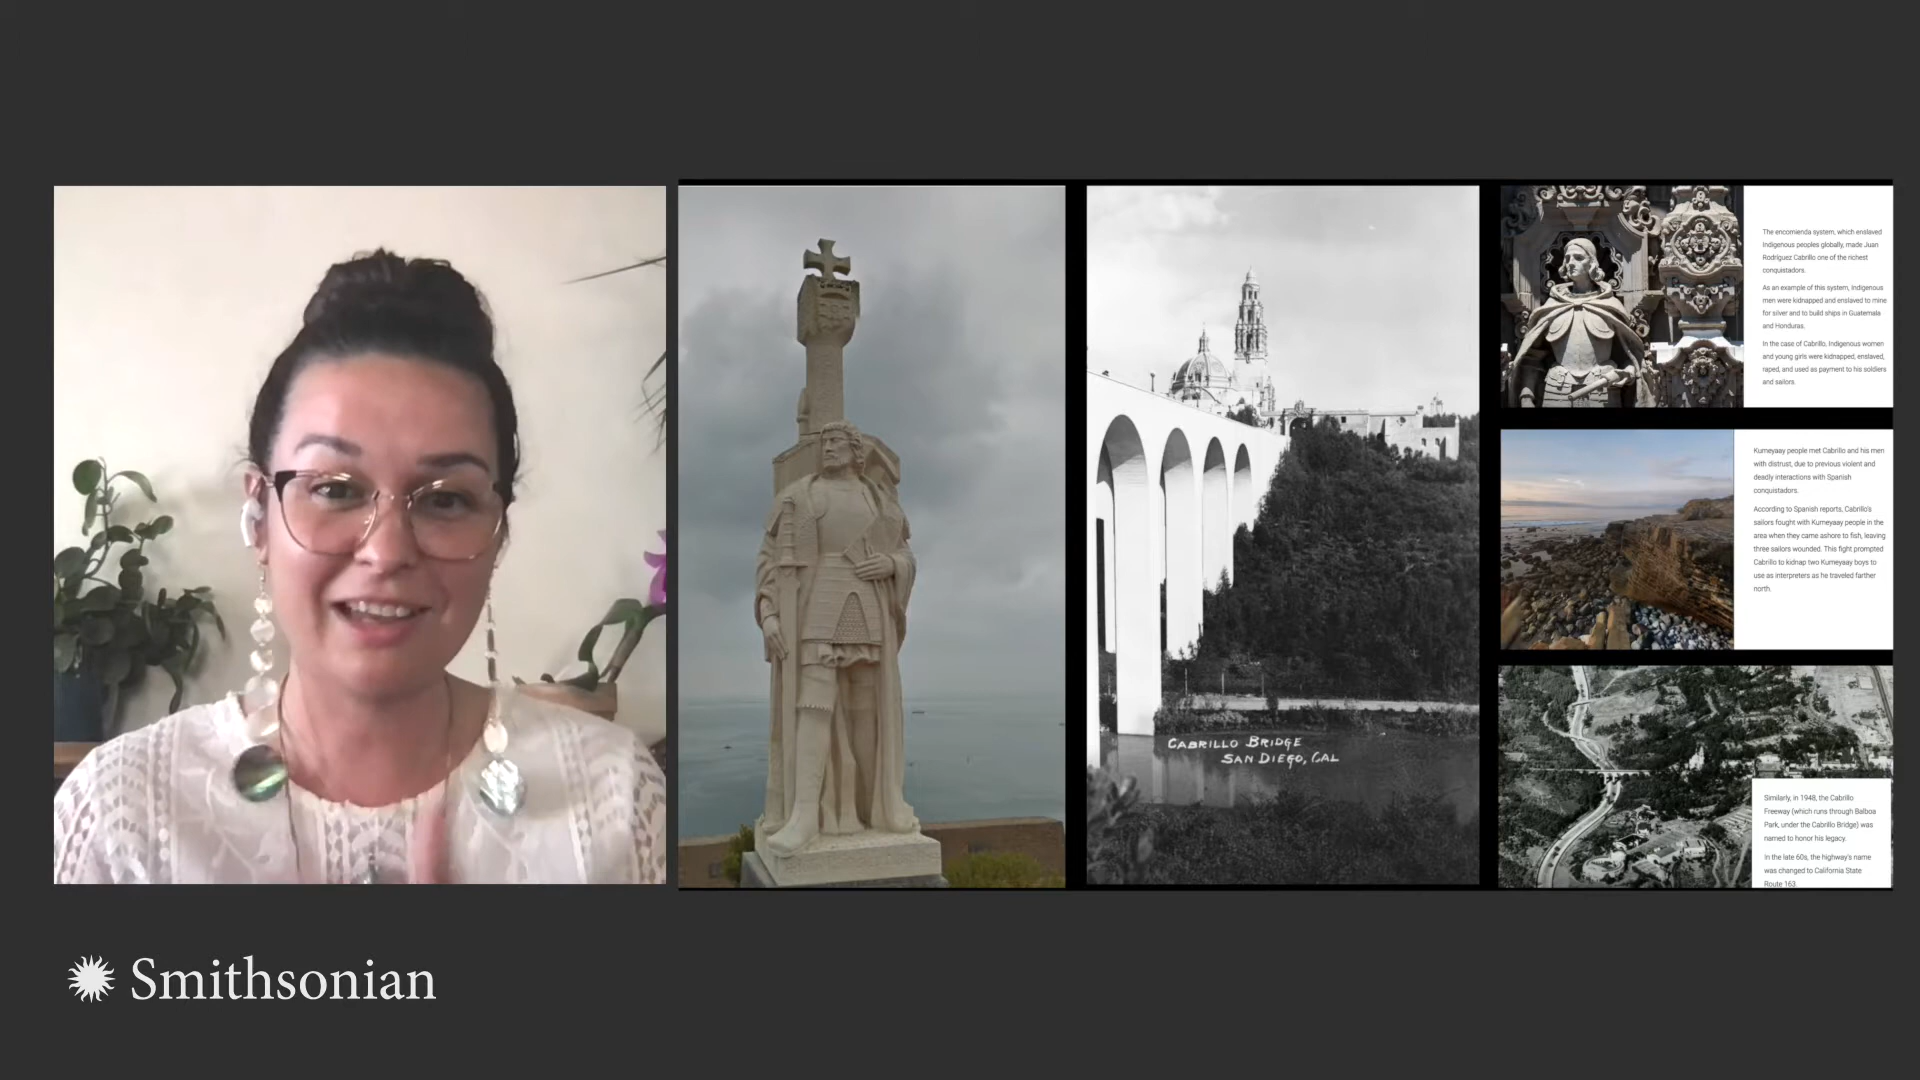 CABRILLO BRIDGE
SAN DIEGO, CAL
The encomienda system, which enslaved
Indigenous peoples globally, made Juan
Rodríguez Cabrillo one of the richest
conquistadors.
As an example of this system, Indigenous
men were kidnapped and enslaved to mine
for silver and to build ships in Guatemala
and Honduras.
In the case of Cabrillo, Indigenous women
and young girls were kidnapped, enslaved,
raped, and used as payment to his soldiers
and sailors
Kumeyaay people met Cabrillo and his men
with distrust, due to previous violent and
deadly interactions with Spanish
conquistadors.
According to Spanish reports, Cabrillo's
sailors fought with Kumeyaay people in the
area when they came ashore to fish, leaving
three sailors wounded. This fight prompted
Cabrillo to kidnap two Kumeyaay boys to
use as interpreters as he traveled farther
north.
Similarly, in 1948, the Cabrillo
Freeway (which runs through Balboa
Park, under the Cabrillo Bridge) was
named to honor his legacy.
In the late 60s, the highway's name
was changed to California State
Route 163.
Smithsonian